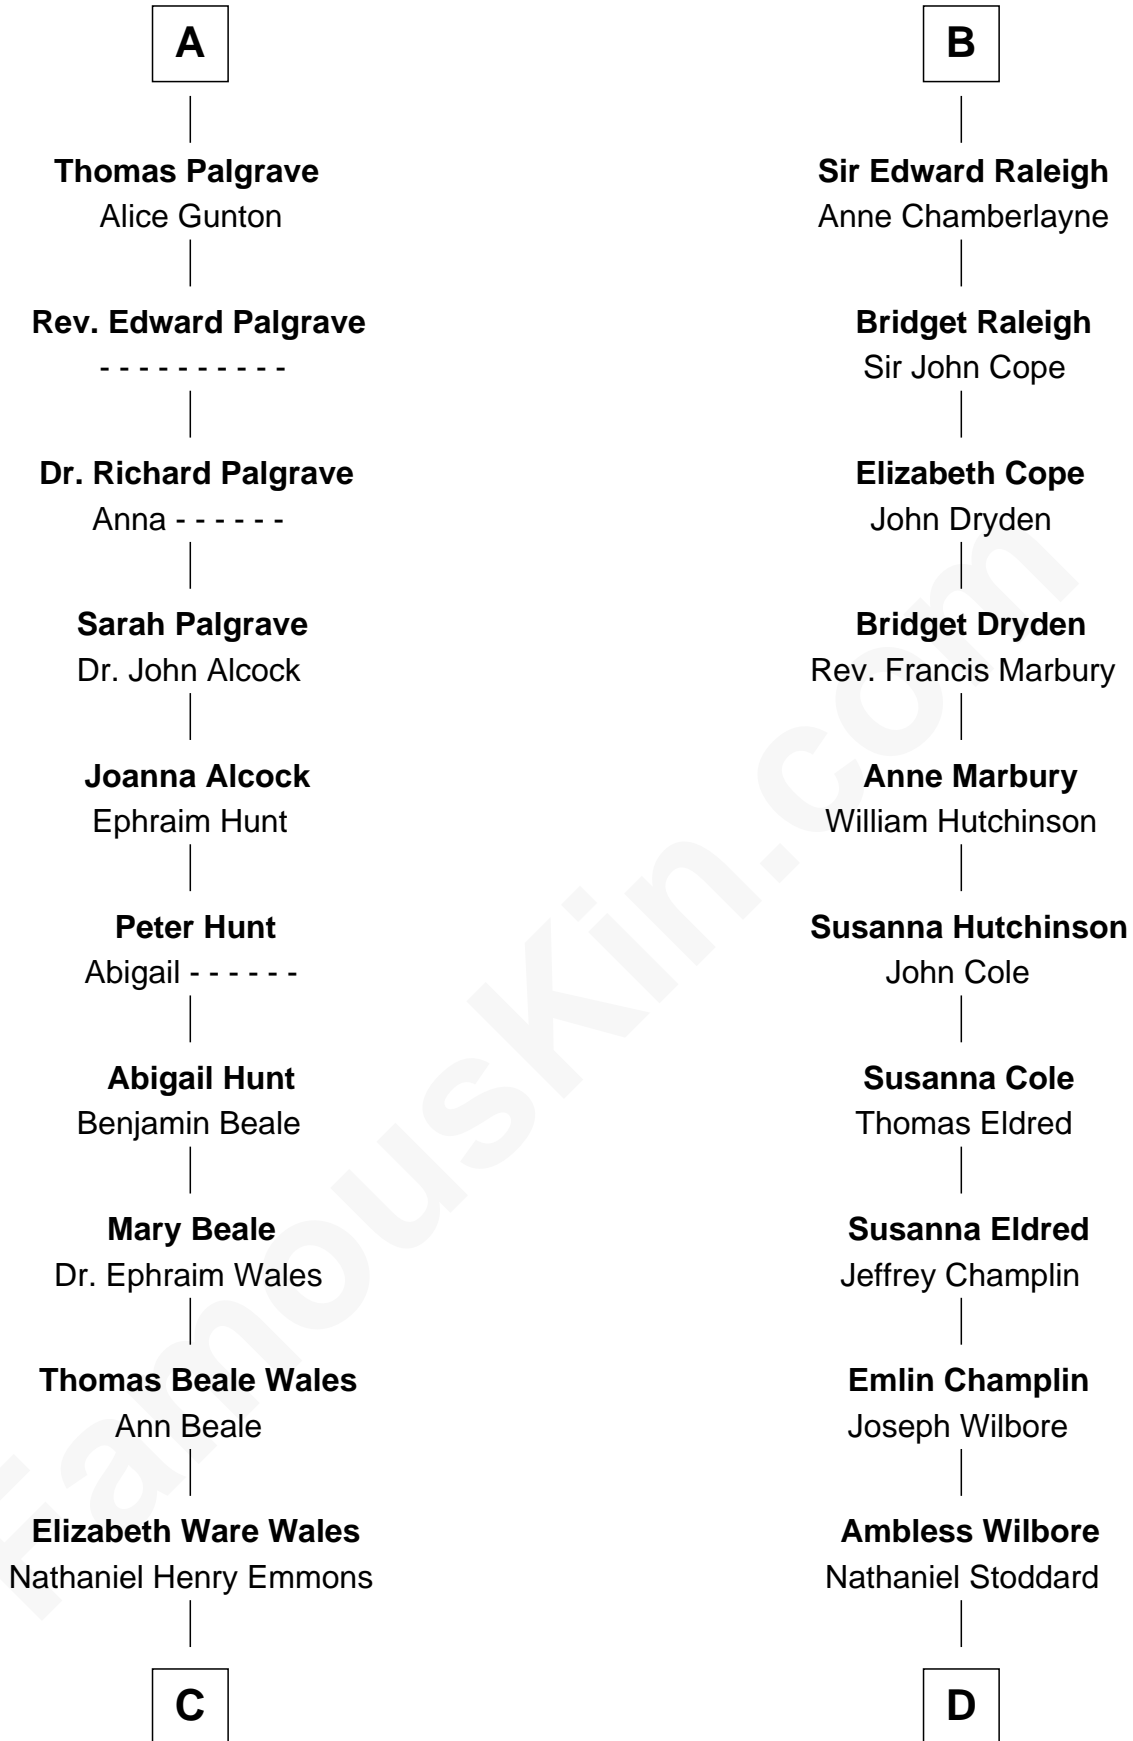 A
Thomas Palgrave
Alice Gunton
Rev. Edward Palgrave
- - - - - - - - - -
Dr. Richard Palgrave
Anna - - - - - -
Sarah Palgrave
Dr. John Alcock
Joanna Alcock
Ephraim Hunt
Peter Hunt
Abigail - - - - - -
Abigail Hunt
Benjamin Beale
Mary Beale
Dr. Ephraim Wales
Thomas Beale Wales
Ann Beale
Elizabeth Ware Wales
Nathaniel Henry Emmons
C
B
Sir Edward Raleigh
Anne Chamberlayne
Bridget Raleigh
Sir John Cope
Elizabeth Cope
John Dryden
Bridget Dryden
Rev. Francis Marbury
Anne Marbury
William Hutchinson
Susanna Hutchinson
John Cole
Susanna Cole
Thomas Eldred
Susanna Eldred
Jeffrey Champlin
Emlin Champlin
Joseph Wilbore
Ambless Wilbore
Nathaniel Stoddard
D
FamousKin.com